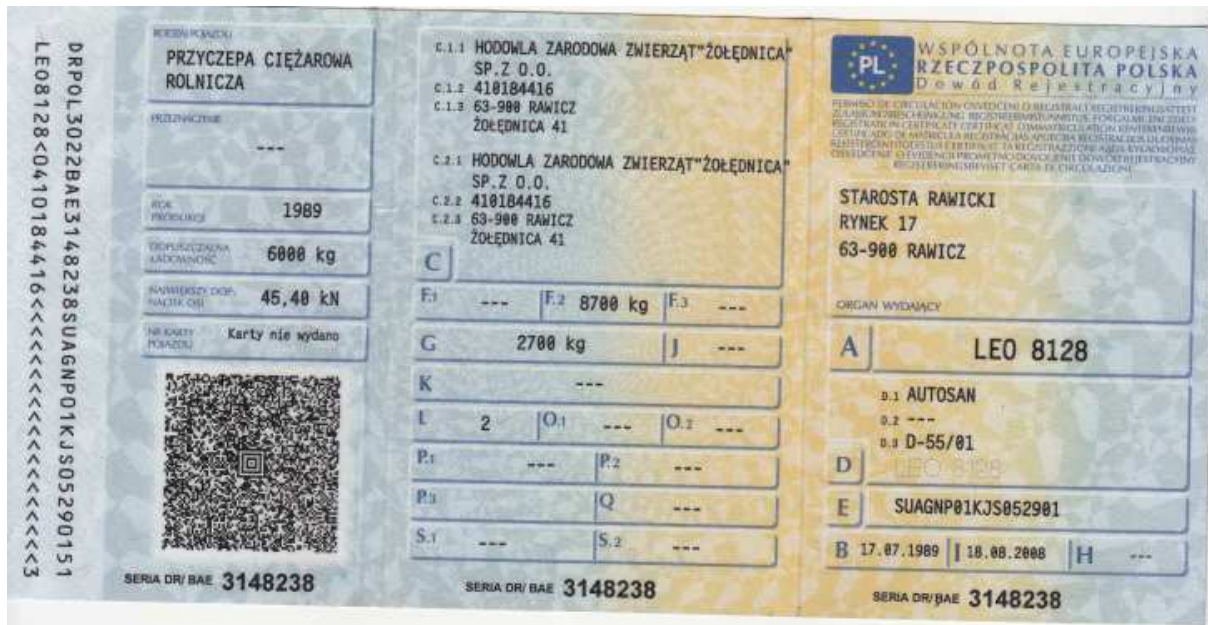 DRPOL3022BAE3148238SUAGNP01KJS05290151
LEO8128<0410184416<<<<<<<<<<<<<<<<<3
RODZAJ POJAZDU
PRZYCZEPA CIĘŻAROWA
ROLNICZA
PRZEZNACZENIE
---
ROK PRODUKCJI 1989
DOPUSZCZALNA ŁADOWNOŚĆ 6000 kg
NAJWIĘKSZY DOP. NACISK OSI 45,40 kN
NR KARTY POJAZDU Karty nie wydano
SERIA DR/ BAE 3148238
C.1.1 HODOWLA ZARODOWA ZWIERZĄT"ŻOŁĘDNICA"
SP.Z O.O.
C.1.2 410184416
C.1.3 63-900 RAWICZ
ŻOŁĘDNICA 41
C.2.1 HODOWLA ZARODOWA ZWIERZĄT"ŻOŁĘDNICA"
SP.Z O.O.
C.2.2 410184416
C.2.3 63-900 RAWICZ
ŻOŁĘDNICA 41
C
F.1 --- F.2 8700 kg F.3 ---
G 2700 kg J ---
K ---
L 2 O.1 --- O.2 ---
P.1 --- P.2 ---
P.3 Q ---
S.1 --- S.2 ---
SERIA DR/ BAE 3148238
PL
WSPÓLNOTA EUROPEJSKA
RZECZPOSPOLITA POLSKA
Dowód Rejestracyjny
STAROSTA RAWICKI
RYNEK 17
63-900 RAWICZ
ORGAN WYDAJĄCY
A LEO 8128
D.1 AUTOSAN
D.2 ---
D.3 D-55/01
D LEO 8128
E SUAGNP01KJS052901
B 17.07.1989 I 18.08.2008 H ---
SERIA DR/ BAE 3148238